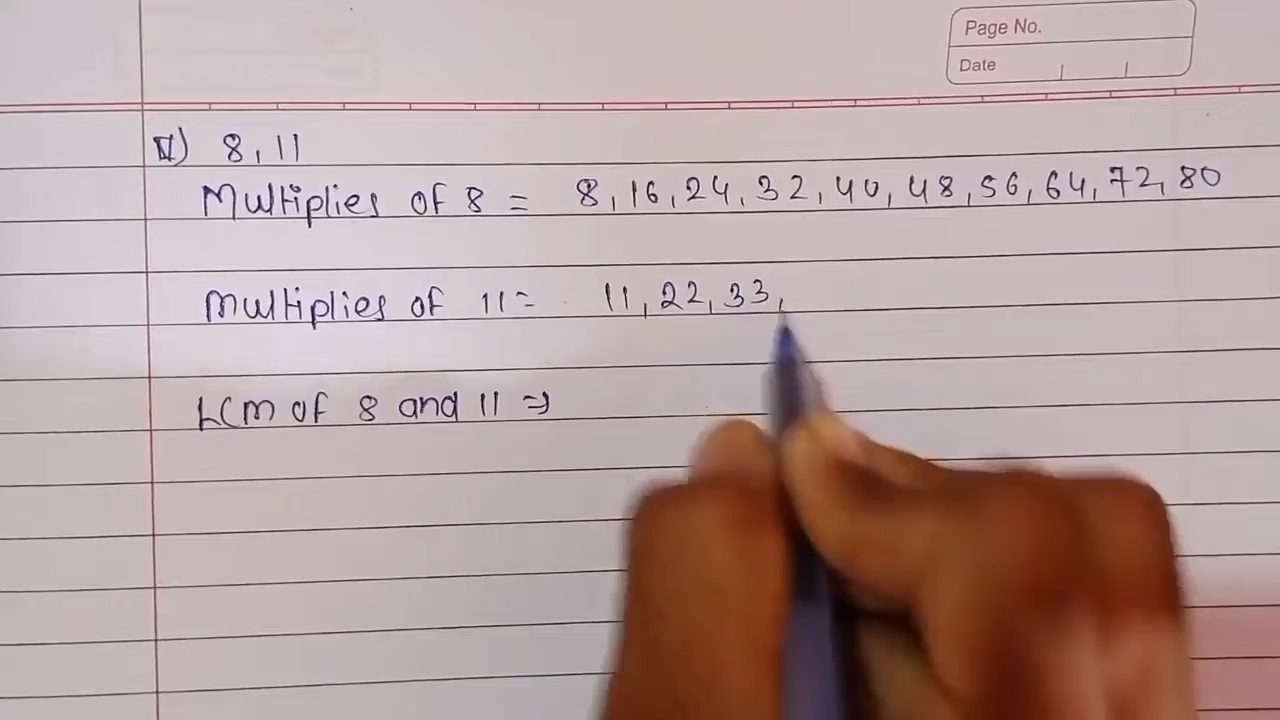 Page No.
Date
IV) 8, 11
Multiplies of 8 = 8, 16, 24, 32, 40, 48, 56, 64, 72, 80
Multiplies of 11 = 11, 22, 33,
LCM of 8 and 11 ⇒